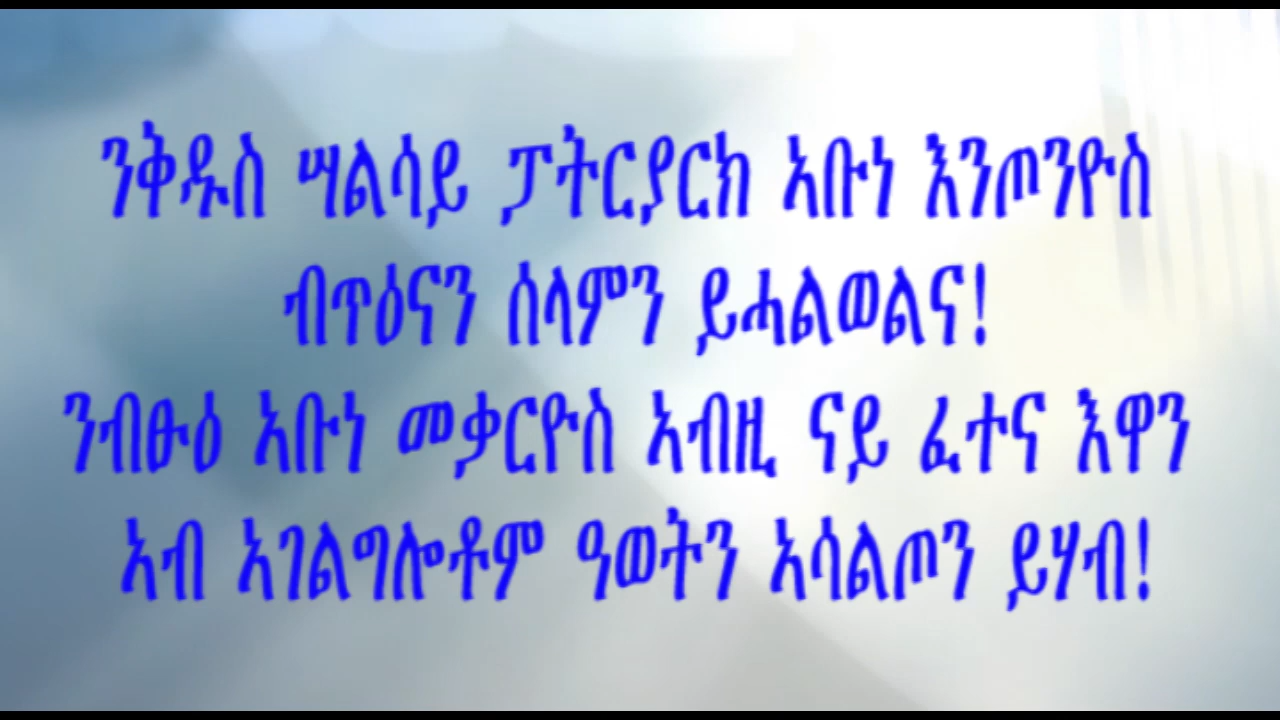 ንቅዱስ ሣልሳይ ፓትርያርክ ኣቡነ እንጦንዮስ
ብጥዕናን ሰላምን ይሓልወልና!
ንብፁዕ ኣቡነ መቃርዮስ ኣብዚ ናይ ፈተና እዋን
ኣብ ኣገልግሎቶም ዓወትን ኣሳልጦን ይሃብ!